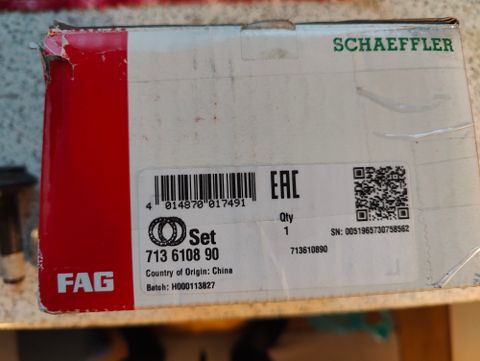 SCHAEFFLER
4 014870 017491
EAC
Set
Qty
1
SN: 0051965730758562
713 6108 90
713610890
Country of Origin: China
Batch: H000113827
FAG